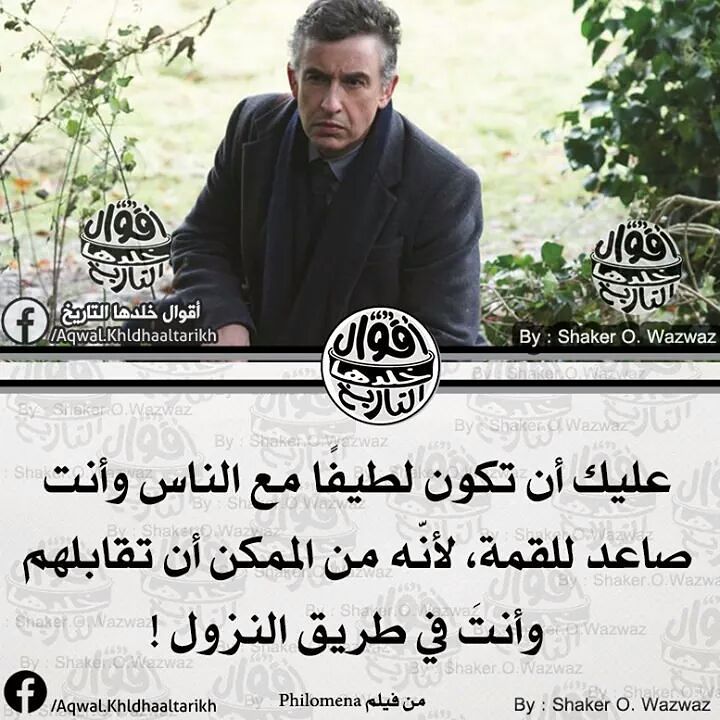 أقوال
خلدها
التاريخ
أقوال
خلدها
التاريخ
أقوال خلدها التاريخ
/Aqwal.Khldhaaltarikh
By : Shaker O. Wazwaz
أقوال
خلدها
التاريخ
عليك أن تكون لطيفًا مع الناس وأنت
صاعد للقمة، لأنّه من الممكن أن تقابلهم
وأنتَ في طريق النزول !
/Aqwal.Khldhaaltarikh
من فيلم Philomena
By : Shaker O. Wazwaz